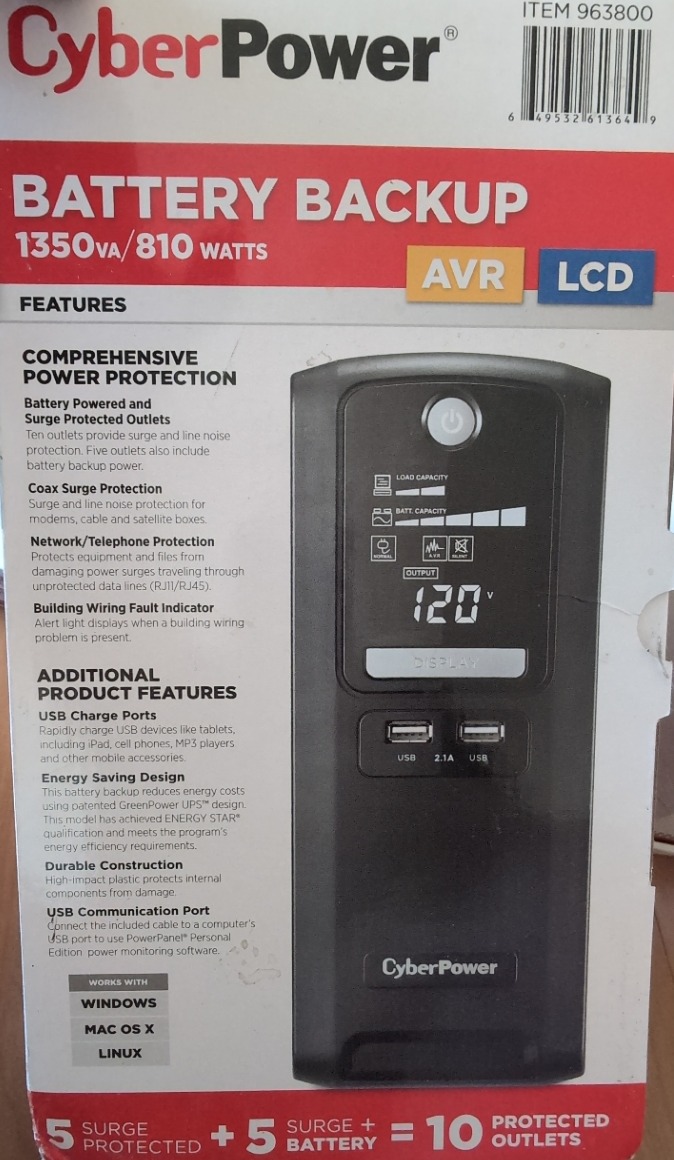 CyberPower®
ITEM 963800
6 49532 61364 9
BATTERY BACKUP
1350VA/810 WATTS
AVR
LCD
FEATURES
COMPREHENSIVE
POWER PROTECTION
Battery Powered and
Surge Protected Outlets
Ten outlets provide surge and line noise
protection. Five outlets also include
battery backup power.
Coax Surge Protection
Surge and line noise protection for
modems, cable and satellite boxes.
Network/Telephone Protection
Protects equipment and files from
damaging power surges traveling through
unprotected data lines (RJ11/RJ45).
Building Wiring Fault Indicator
Alert light displays when a building wiring
problem is present.
ADDITIONAL
PRODUCT FEATURES
USB Charge Ports
Rapidly charge USB devices like tablets,
including iPad, cell phones, MP3 players
and other mobile accessories.
Energy Saving Design
This battery backup reduces energy costs
using patented GreenPower UPS™ design.
This model has achieved ENERGY STAR®
qualification and meets the program's
energy efficiency requirements.
Durable Construction
High-impact plastic protects internal
components from damage.
USB Communication Port
Connect the included cable to a computer's
USB port to use PowerPanel® Personal
Edition power monitoring software.
WORKS WITH
WINDOWS
MAC OS X
LINUX
LOAD CAPACITY
BATT. CAPACITY
NORMAL
AVR
SILENT
OUTPUT
120 V
DISPLAY
USB 2.1A USB
CyberPower
5 SURGE PROTECTED + 5 SURGE + BATTERY = 10 PROTECTED OUTLETS